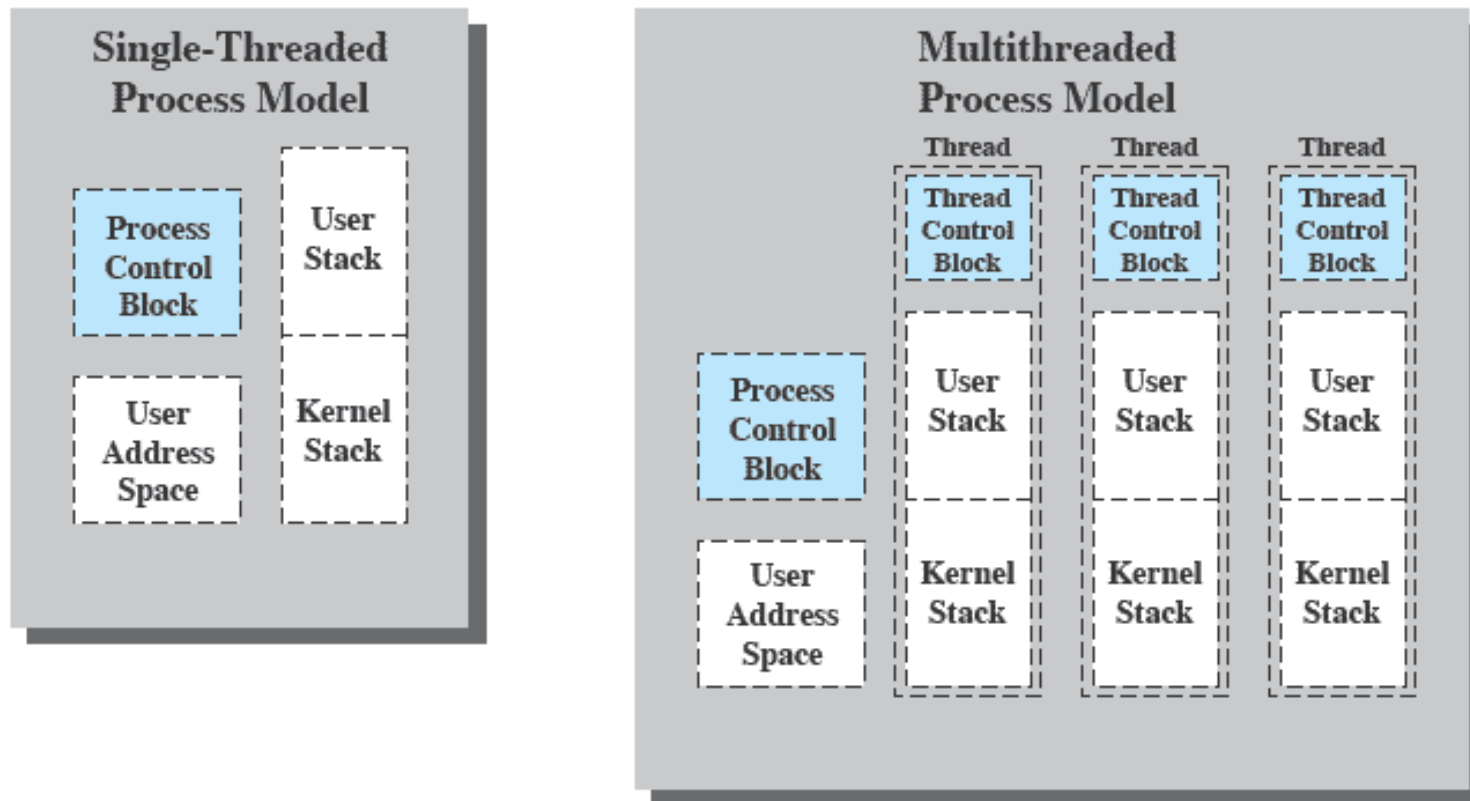 Single-Threaded
Process Model
Process
Control
Block
User
Stack
User
Address
Space
Kernel
Stack
Multithreaded
Process Model
Process
Control
Block
User
Address
Space
Thread
Thread
Control
Block
User
Stack
Kernel
Stack
Thread
Thread
Control
Block
User
Stack
Kernel
Stack
Thread
Thread
Control
Block
User
Stack
Kernel
Stack